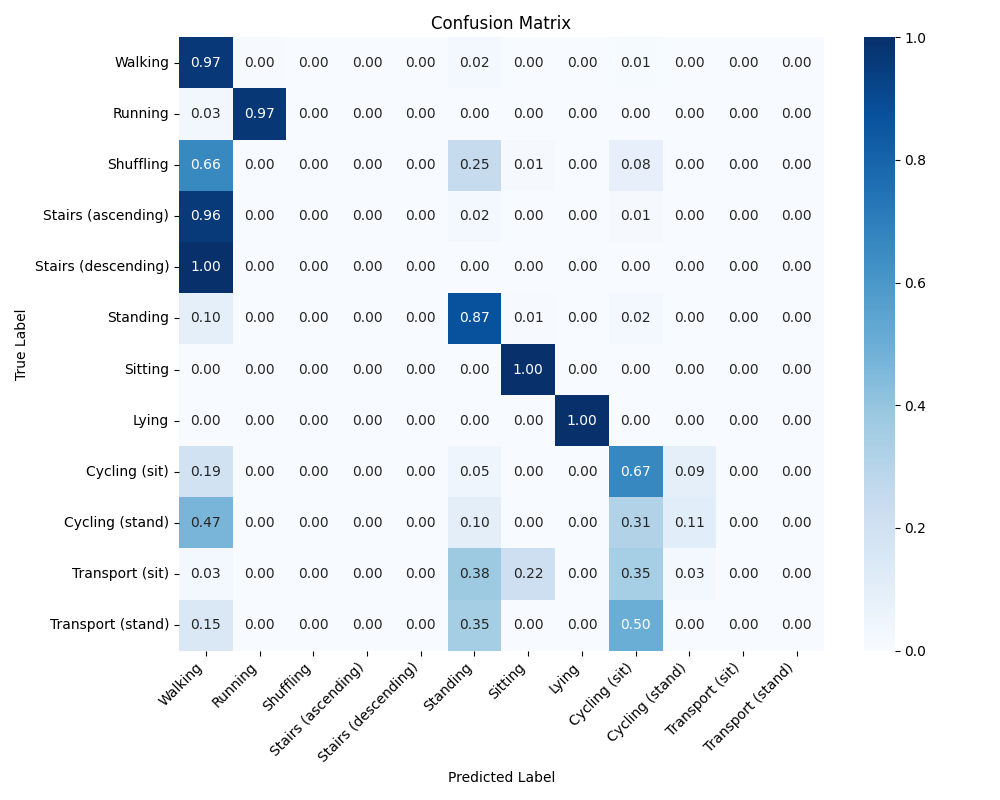 Confusion Matrix
True Label
Walking 0.97 0.00 0.00 0.00 0.00 0.02 0.00 0.00 0.01 0.00 0.00 0.00
Running 0.03 0.97 0.00 0.00 0.00 0.00 0.00 0.00 0.00 0.00 0.00 0.00
Shuffling 0.66 0.00 0.00 0.00 0.00 0.25 0.01 0.00 0.08 0.00 0.00 0.00
Stairs (ascending) 0.96 0.00 0.00 0.00 0.00 0.02 0.00 0.00 0.01 0.00 0.00 0.00
Stairs (descending) 1.00 0.00 0.00 0.00 0.00 0.00 0.00 0.00 0.00 0.00 0.00 0.00
Standing 0.10 0.00 0.00 0.00 0.00 0.87 0.01 0.00 0.02 0.00 0.00 0.00
Sitting 0.00 0.00 0.00 0.00 0.00 0.00 1.00 0.00 0.00 0.00 0.00 0.00
Lying 0.00 0.00 0.00 0.00 0.00 0.00 0.00 1.00 0.00 0.00 0.00 0.00
Cycling (sit) 0.19 0.00 0.00 0.00 0.00 0.05 0.00 0.00 0.67 0.09 0.00 0.00
Cycling (stand) 0.47 0.00 0.00 0.00 0.00 0.10 0.00 0.00 0.31 0.11 0.00 0.00
Transport (sit) 0.03 0.00 0.00 0.00 0.00 0.38 0.22 0.00 0.35 0.03 0.00 0.00
Transport (stand) 0.15 0.00 0.00 0.00 0.00 0.35 0.00 0.00 0.50 0.00 0.00 0.00
Walking
Running
Shuffling
Stairs (ascending)
Stairs (descending)
Standing
Sitting
Lying
Cycling (sit)
Cycling (stand)
Transport (sit)
Transport (stand)
Predicted Label
1.0
0.8
0.6
0.4
0.2
0.0